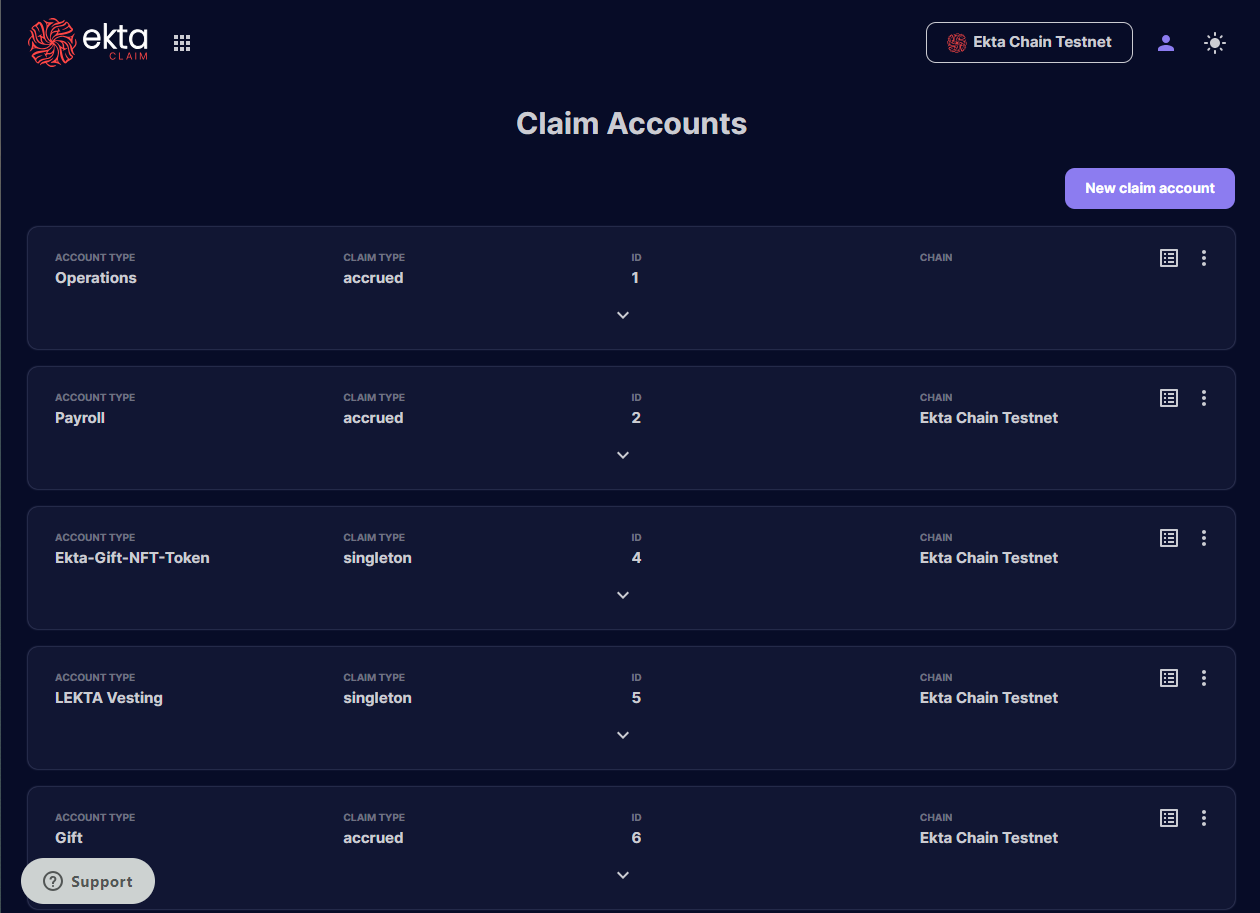 ekta
CLAIM
Ekta Chain Testnet
Claim Accounts
New claim account
ACCOUNT TYPE CLAIM TYPE ID CHAIN
Operations accrued 1
ACCOUNT TYPE CLAIM TYPE ID CHAIN
Payroll accrued 2 Ekta Chain Testnet
ACCOUNT TYPE CLAIM TYPE ID CHAIN
Ekta-Gift-NFT-Token singleton 4 Ekta Chain Testnet
ACCOUNT TYPE CLAIM TYPE ID CHAIN
LEKTA Vesting singleton 5 Ekta Chain Testnet
ACCOUNT TYPE CLAIM TYPE ID CHAIN
Gift accrued 6 Ekta Chain Testnet
? Support